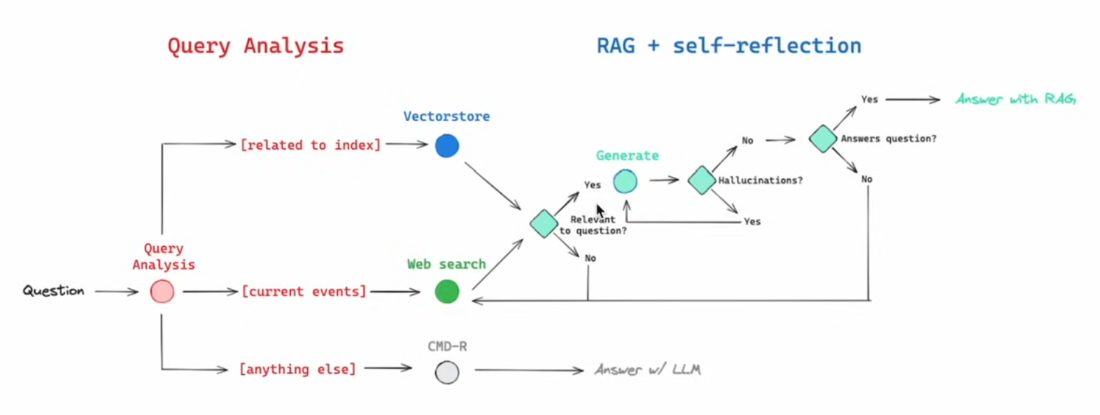 Query Analysis
RAG + self-reflection
Yes
Answer with RAG
Vectorstore
No
Answers question?
[related to index]
Generate
No
Yes
Hallucinations?
Relevant
to question?
Yes
Query
Analysis
Web search
No
Question
[current events]
CMD-R
[anything else]
Answer w/ LLM